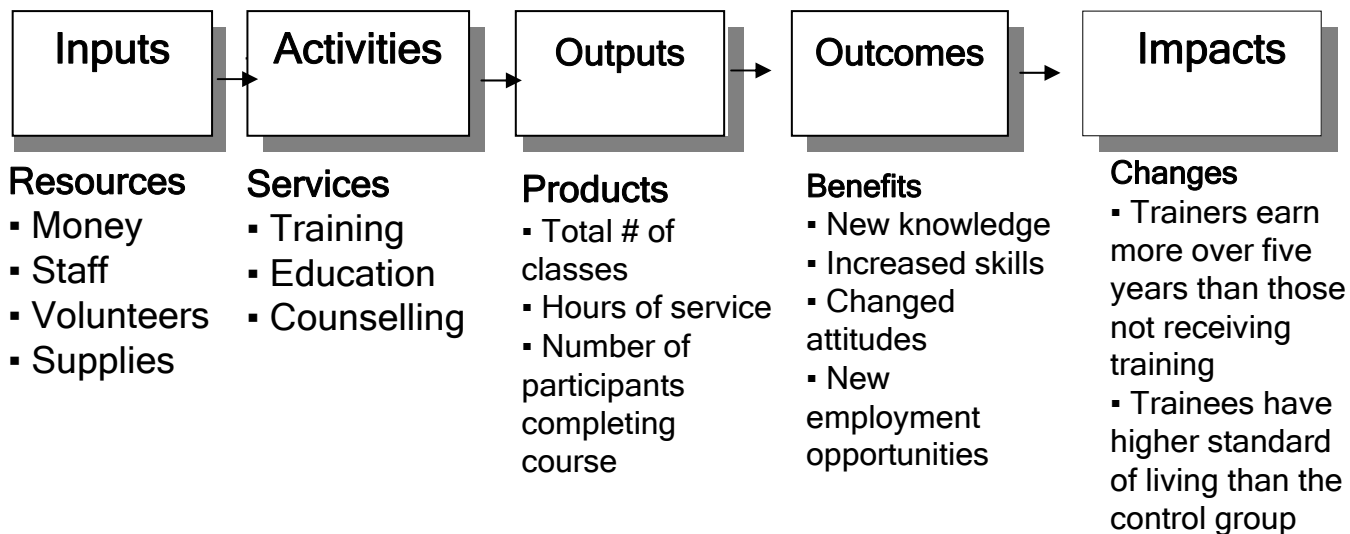 Inputs
Activities
Outputs
Outcomes
Impacts
Resources
▪ Money
▪ Staff
▪ Volunteers
▪ Supplies
Services
▪ Training
▪ Education
▪ Counselling
Products
▪ Total # of
classes
▪ Hours of service
▪ Number of
participants
completing
course
Benefits
▪ New knowledge
▪ Increased skills
▪ Changed
attitudes
▪ New
employment
opportunities
Changes
▪ Trainers earn
more over five
years than those
not receiving
training
▪ Trainees have
higher standard
of living than the
control group